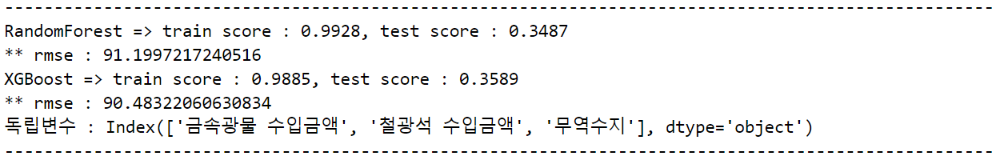 ----------------------------------------------------------------------------------------------------
RandomForest => train score : 0.9928, test score : 0.3487
** rmse : 91.1997217240516
XGBoost => train score : 0.9885, test score : 0.3589
** rmse : 90.48322060630834
독립변수 : Index(['금속광물 수입금액', '철광석 수입금액', '무역수지'], dtype='object')
----------------------------------------------------------------------------------------------------